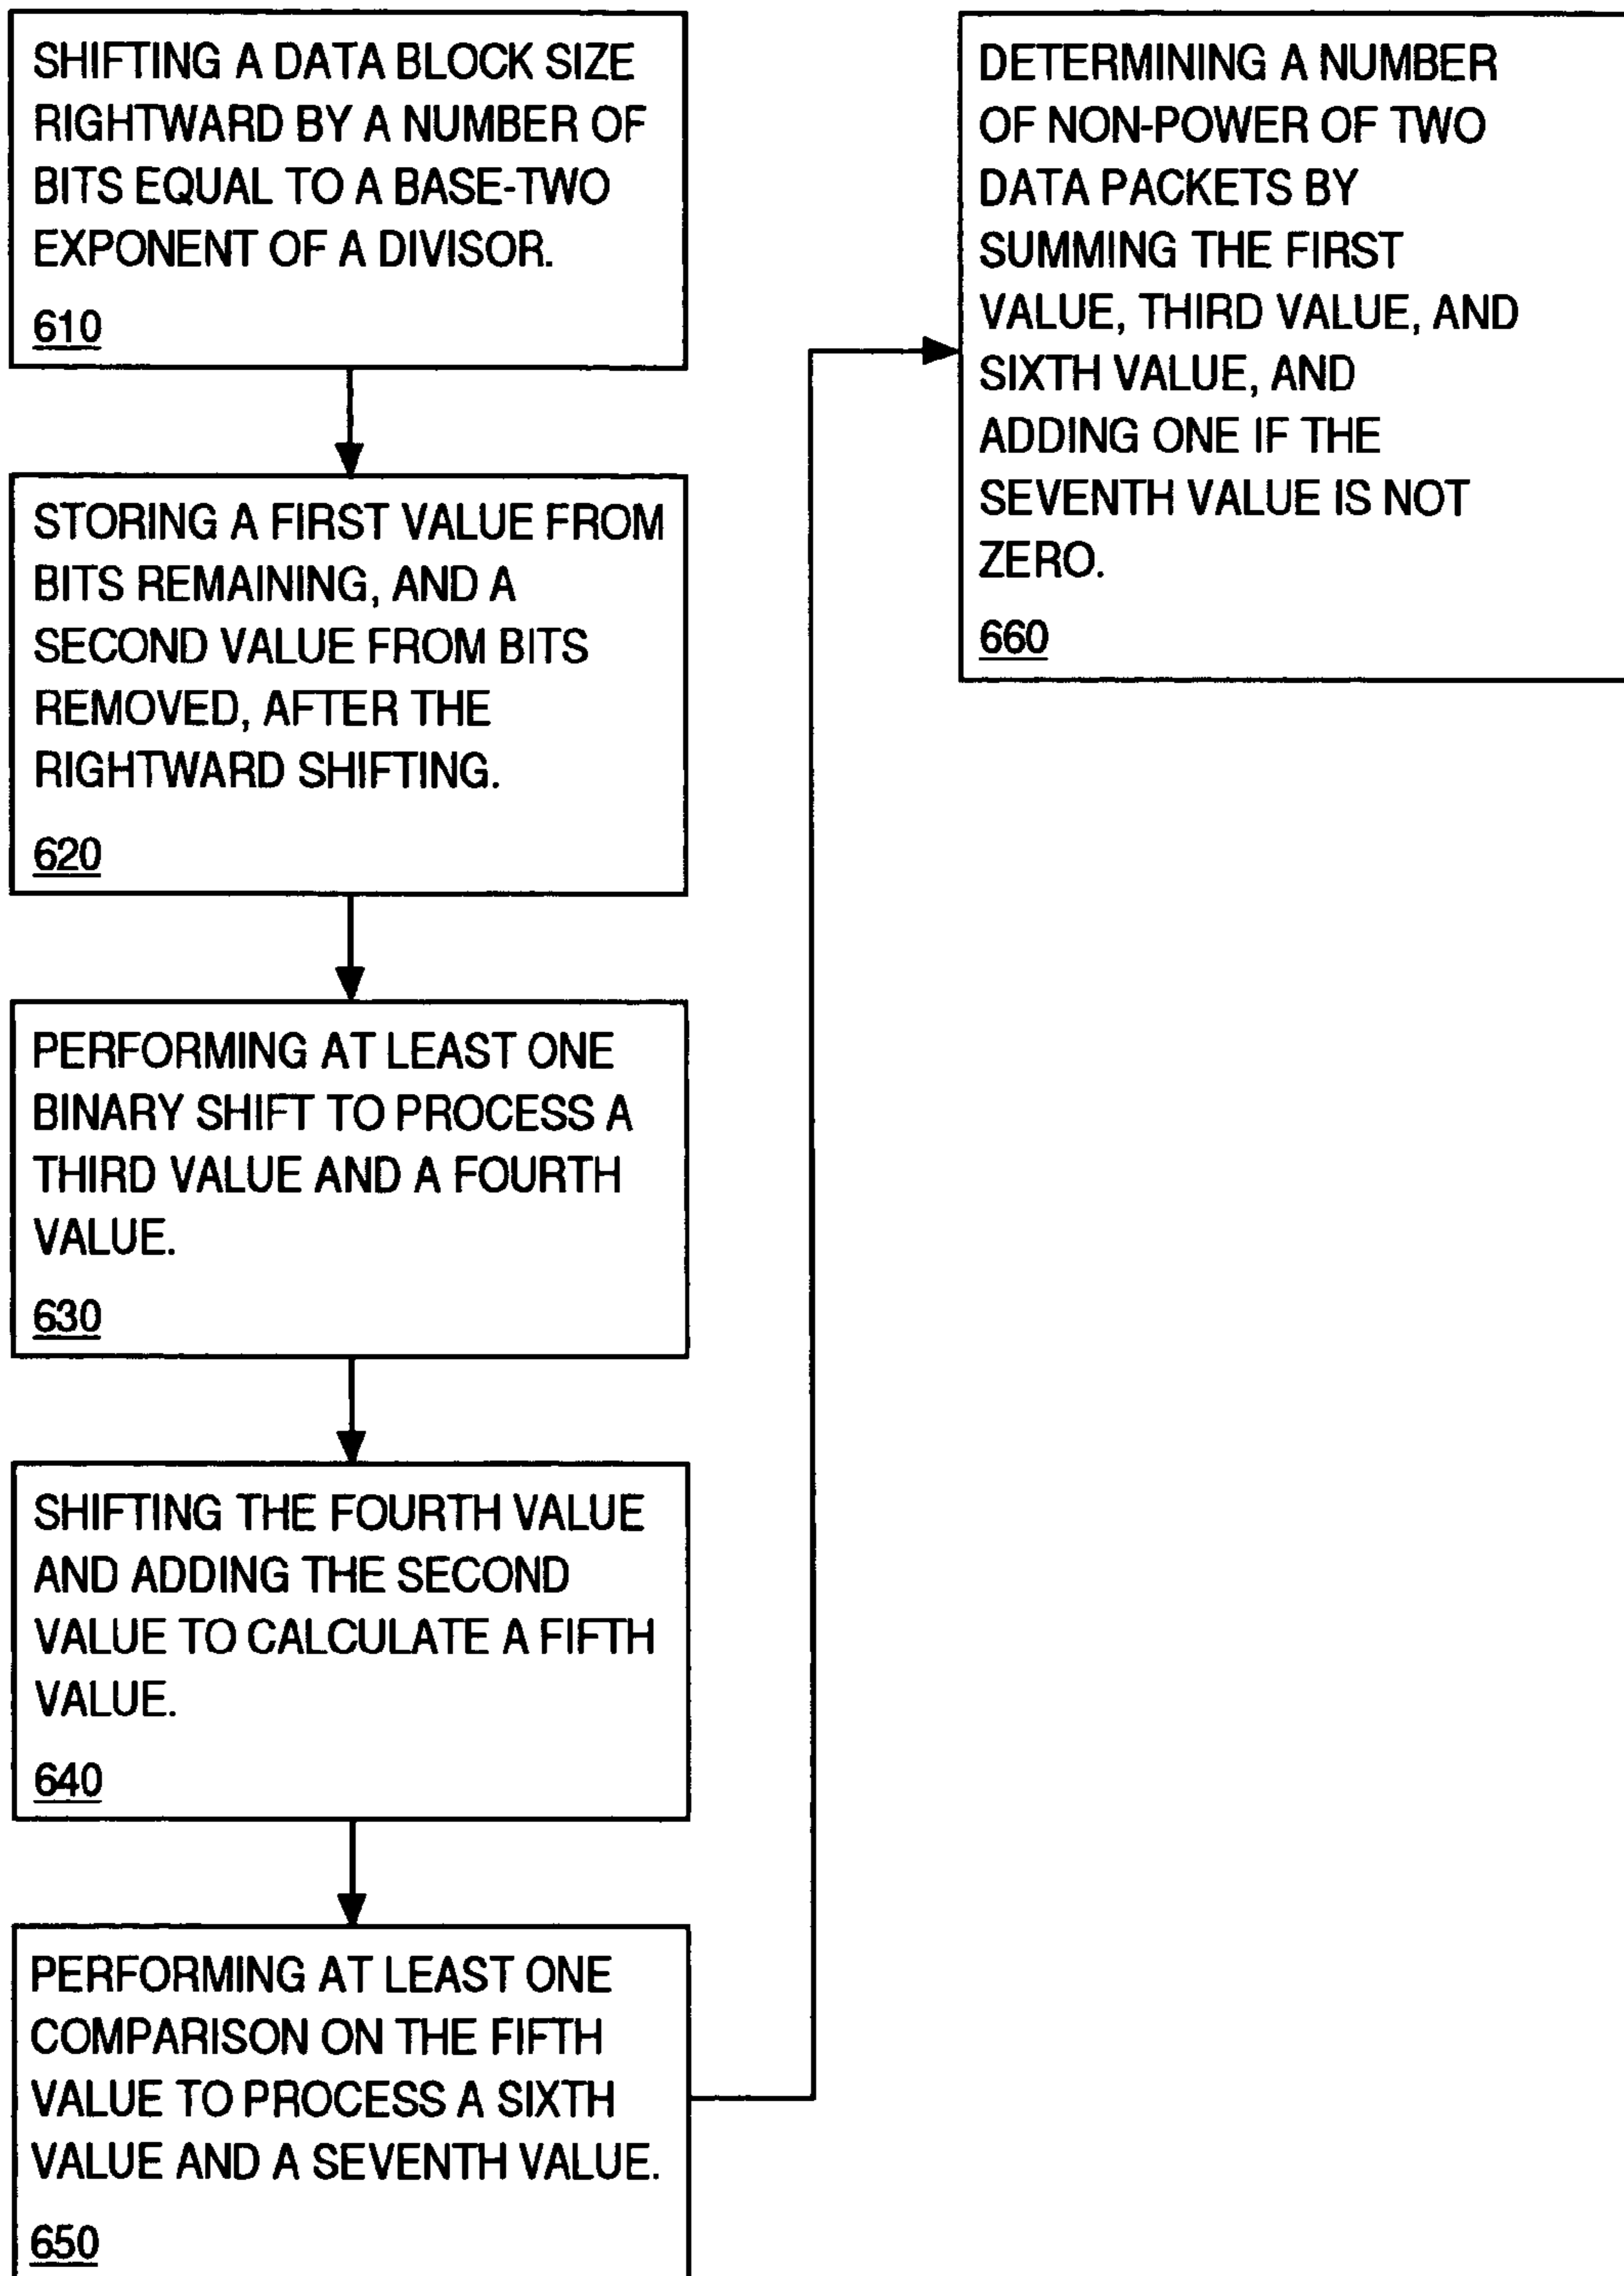 SHIFTING A DATA BLOCK SIZE
RIGHTWARD BY A NUMBER OF
BITS EQUAL TO A BASE-TWO
EXPONENT OF A DIVISOR.
610
STORING A FIRST VALUE FROM
BITS REMAINING, AND A
SECOND VALUE FROM BITS
REMOVED, AFTER THE
RIGHTWARD SHIFTING.
620
PERFORMING AT LEAST ONE
BINARY SHIFT TO PROCESS A
THIRD VALUE AND A FOURTH
VALUE.
630
SHIFTING THE FOURTH VALUE
AND ADDING THE SECOND
VALUE TO CALCULATE A FIFTH
VALUE.
640
PERFORMING AT LEAST ONE
COMPARISON ON THE FIFTH
VALUE TO PROCESS A SIXTH
VALUE AND A SEVENTH VALUE.
650
DETERMINING A NUMBER
OF NON-POWER OF TWO
DATA PACKETS BY
SUMMING THE FIRST
VALUE, THIRD VALUE, AND
SIXTH VALUE, AND
ADDING ONE IF THE
SEVENTH VALUE IS NOT
ZERO.
660